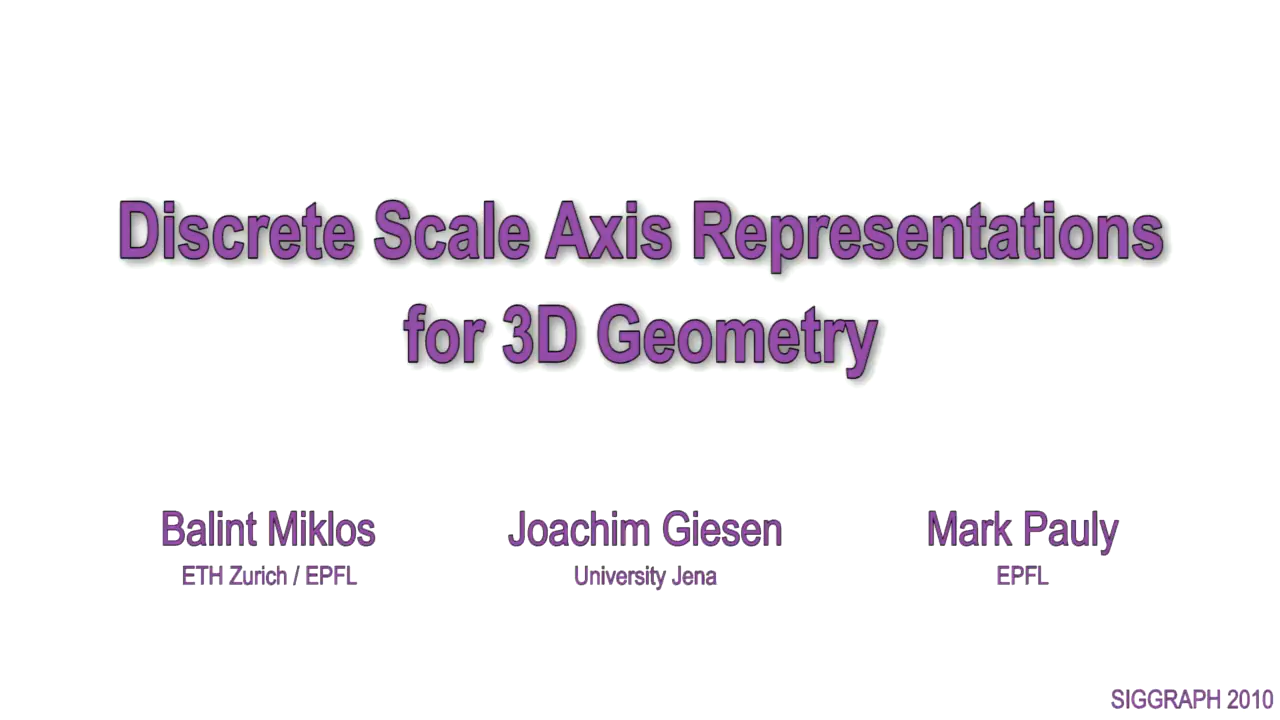 Discrete Scale Axis Representations
for 3D Geometry
Balint Miklos Joachim Giesen Mark Pauly
ETH Zurich / EPFL University Jena EPFL
SIGGRAPH 2010